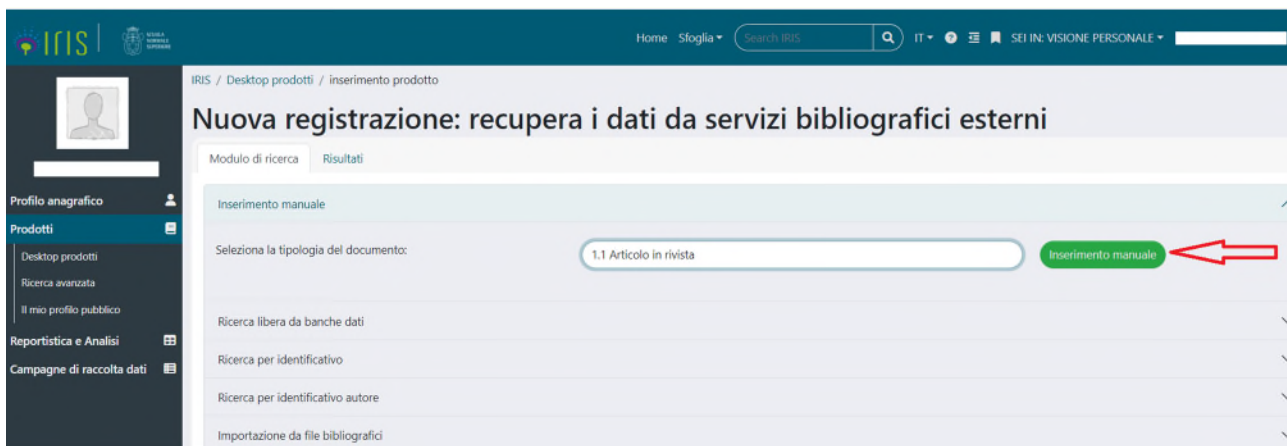 IRIS
SCUOLA
NORMALE
SUPERIORE
Home Sfoglia Search IRIS IT SEI IN: VISIONE PERSONALE
IRIS / Desktop prodotti / inserimento prodotto
Nuova registrazione: recupera i dati da servizi bibliografici esterni
Modulo di ricerca Risultati
Profilo anagrafico
Prodotti
Desktop prodotti
Ricerca avanzata
Il mio profilo pubblico
Reportistica e Analisi
Campagne di raccolta dati
Inserimento manuale
Seleziona la tipologia del documento: 1.1 Articolo in rivista Inserimento manuale
Ricerca libera da banche dati
Ricerca per identificativo
Ricerca per identificativo autore
Importazione da file bibliografici